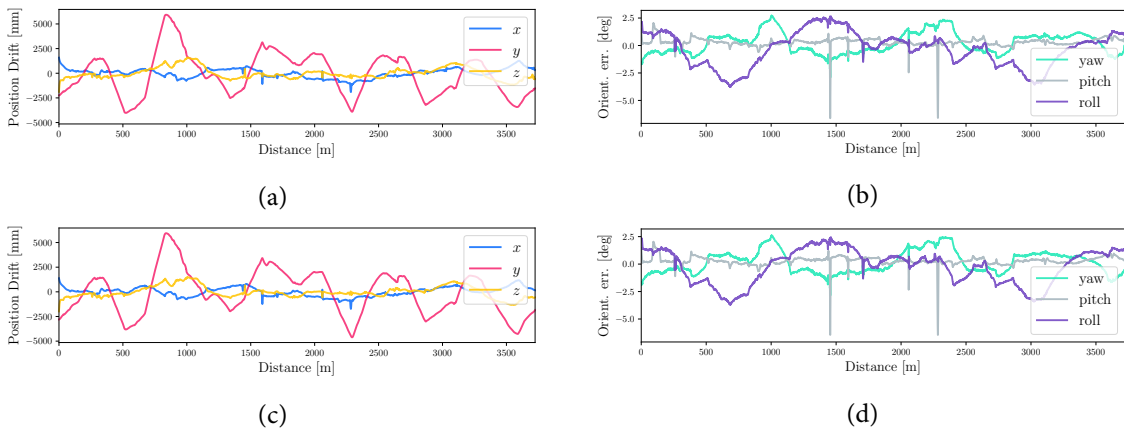 Position Drift [mm]
5000
2500
0
−2500
−5000
x
y
z
0
500
1000
1500
2000
2500
3000
3500
Distance [m]
(a)
Orient. err. [deg]
2.5
0.0
−2.5
−5.0
yaw
pitch
roll
0
500
1000
1500
2000
2500
3000
3500
Distance [m]
(b)
Position Drift [mm]
5000
2500
0
−2500
−5000
x
y
z
0
500
1000
1500
2000
2500
3000
3500
Distance [m]
(c)
Orient. err. [deg]
2.5
0.0
−2.5
−5.0
yaw
pitch
roll
0
500
1000
1500
2000
2500
3000
3500
Distance [m]
(d)